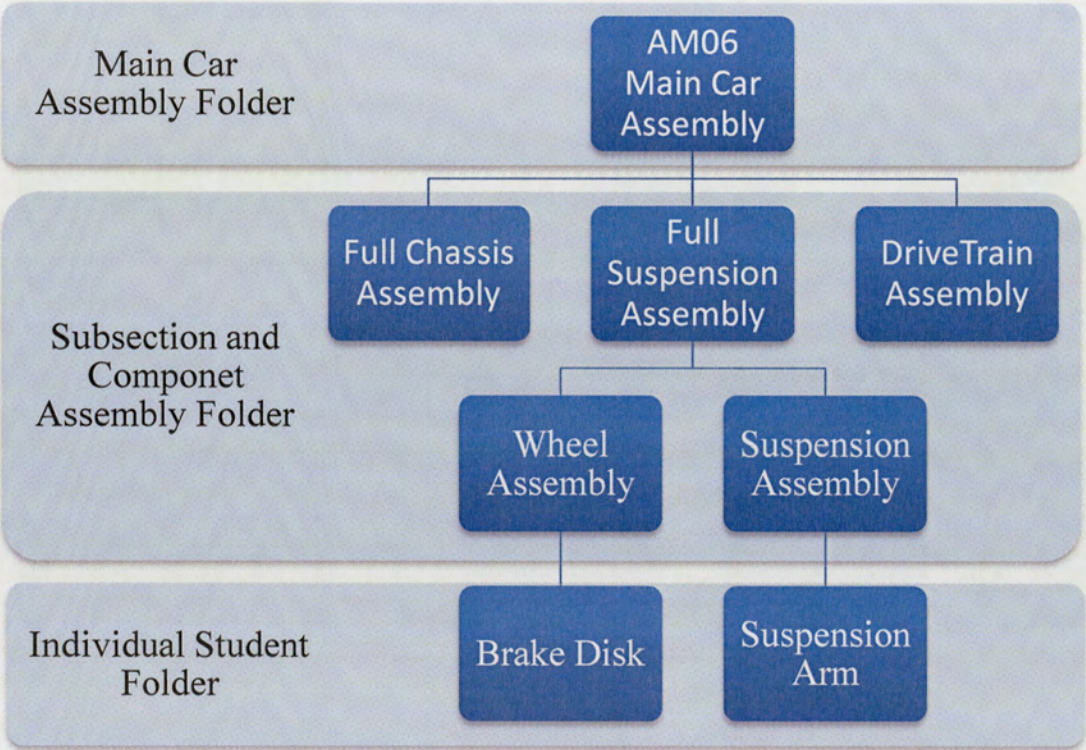 Main Car
Assembly Folder
AM06
Main Car
Assembly
Subsection and
Componet
Assembly Folder
Full Chassis
Assembly
Full
Suspension
Assembly
DriveTrain
Assembly
Wheel
Assembly
Suspension
Assembly
Individual Student
Folder
Brake Disk
Suspension
Arm